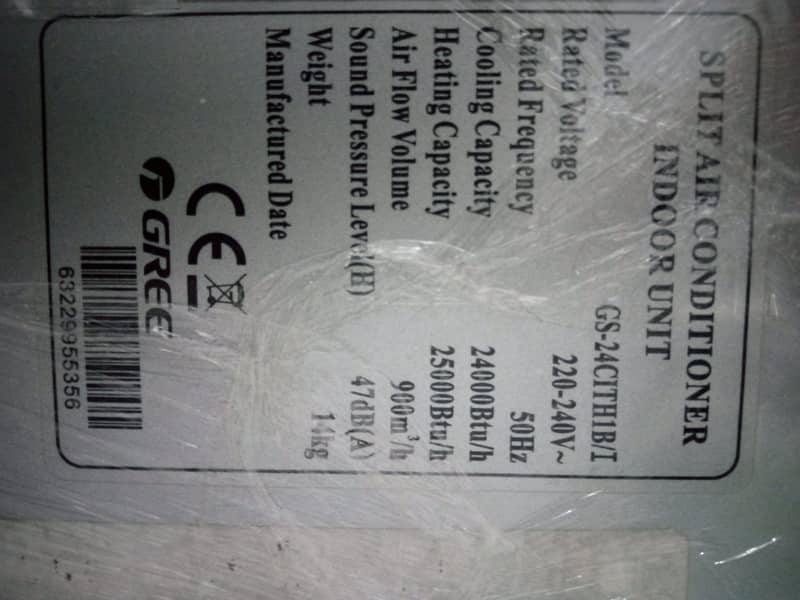 SPLIT AIR CONDITIONER
INDOOR UNIT
Model GS-24CITH1B/I
Rated Voltage 220-240V~
Rated Frequency 50Hz
Cooling Capacity 24000Btu/h
Heating Capacity 25000Btu/h
Air Flow Volume 900m³/h
Sound Pressure Level(H) 47dB(A)
Weight 14kg
Manufactured Date
CE
GREE
63229955356